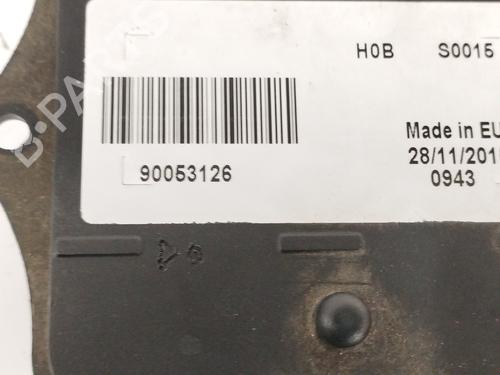 H0B S0015
Made in EU
28/11/201
0943
90053126
B-PARTS